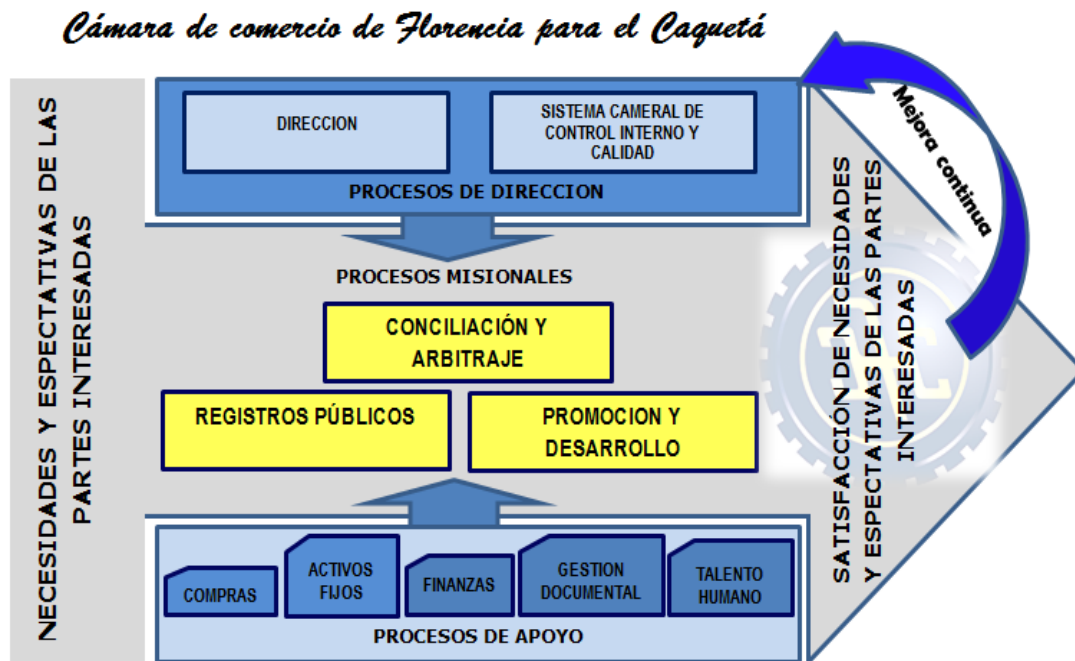 Cámara de comercio de Florencia para el Caquetá
NECESIDADES Y ESPECTATIVAS DE LAS
PARTES INTERESADAS
DIRECCION
SISTEMA CAMERAL DE
CONTROL INTERNO Y
CALIDAD
PROCESOS DE DIRECCION
PROCESOS MISIONALES
CONCILIACIÓN Y
ARBITRAJE
REGISTROS PÚBLICOS
PROMOCION Y
DESARROLLO
COMPRAS
ACTIVOS
FIJOS
FINANZAS
GESTION
DOCUMENTAL
TALENTO
HUMANO
PROCESOS DE APOYO
SATISFACCIÓN DE NECESIDADES
Y ESPECTATIVAS DE LAS PARTES
INTERESADAS
Mejora continua